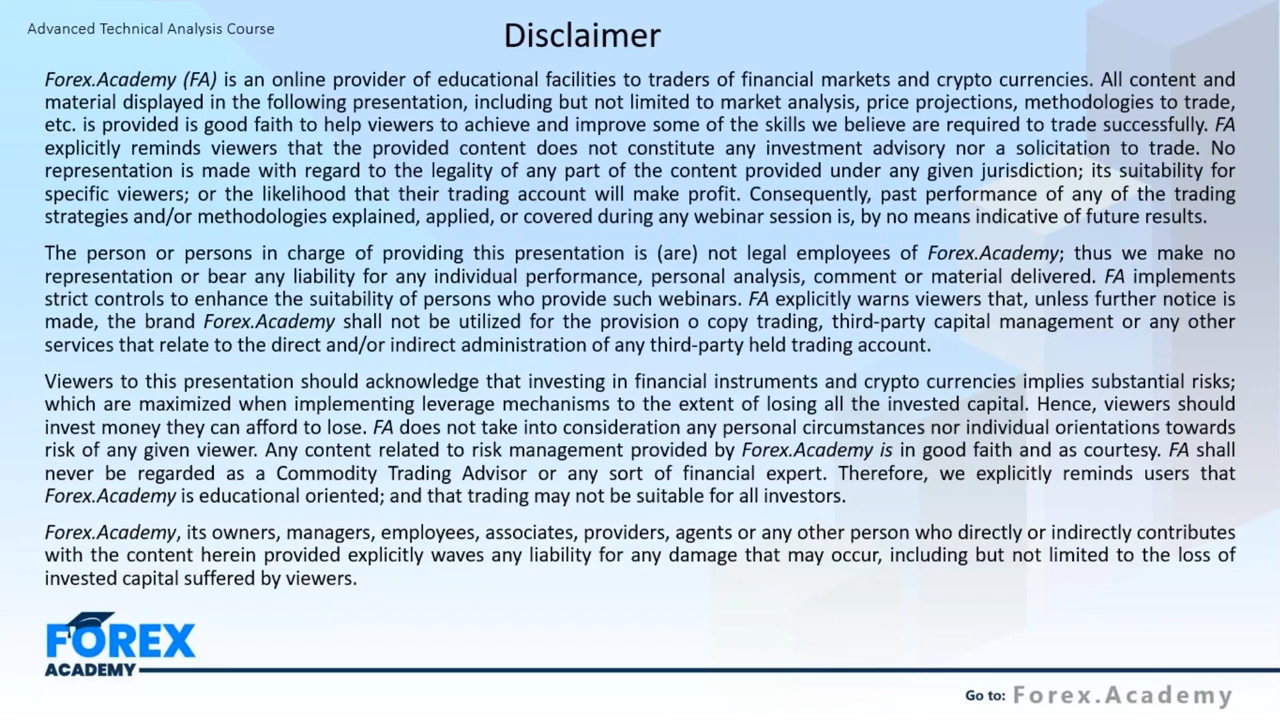 Advanced Technical Analysis Course
Disclaimer
Forex.Academy (FA) is an online provider of educational facilities to traders of financial markets and crypto currencies. All content and
material displayed in the following presentation, including but not limited to market analysis, price projections, methodologies to trade,
etc. is provided is good faith to help viewers to achieve and improve some of the skills we believe are required to trade successfully. FA
explicitly reminds viewers that the provided content does not constitute any investment advisory nor a solicitation to trade. No
representation is made with regard to the legality of any part of the content provided under any given jurisdiction; its suitability for
specific viewers; or the likelihood that their trading account will make profit. Consequently, past performance of any of the trading
strategies and/or methodologies explained, applied, or covered during any webinar session is, by no means indicative of future results.
The person or persons in charge of providing this presentation is (are) not legal employees of Forex.Academy; thus we make no
representation or bear any liability for any individual performance, personal analysis, comment or material delivered. FA implements
strict controls to enhance the suitability of persons who provide such webinars. FA explicitly warns viewers that, unless further notice is
made, the brand Forex.Academy shall not be utilized for the provision o copy trading, third-party capital management or any other
services that relate to the direct and/or indirect administration of any third-party held trading account.
Viewers to this presentation should acknowledge that investing in financial instruments and crypto currencies implies substantial risks;
which are maximized when implementing leverage mechanisms to the extent of losing all the invested capital. Hence, viewers should
invest money they can afford to lose. FA does not take into consideration any personal circumstances nor individual orientations towards
risk of any given viewer. Any content related to risk management provided by Forex.Academy is in good faith and as courtesy. FA shall
never be regarded as a Commodity Trading Advisor or any sort of financial expert. Therefore, we explicitly reminds users that
Forex.Academy is educational oriented; and that trading may not be suitable for all investors.
Forex.Academy, its owners, managers, employees, associates, providers, agents or any other person who directly or indirectly contributes
with the content herein provided explicitly waves any liability for any damage that may occur, including but not limited to the loss of
invested capital suffered by viewers.
FOREX
ACADEMY
Go to: Forex.Academy